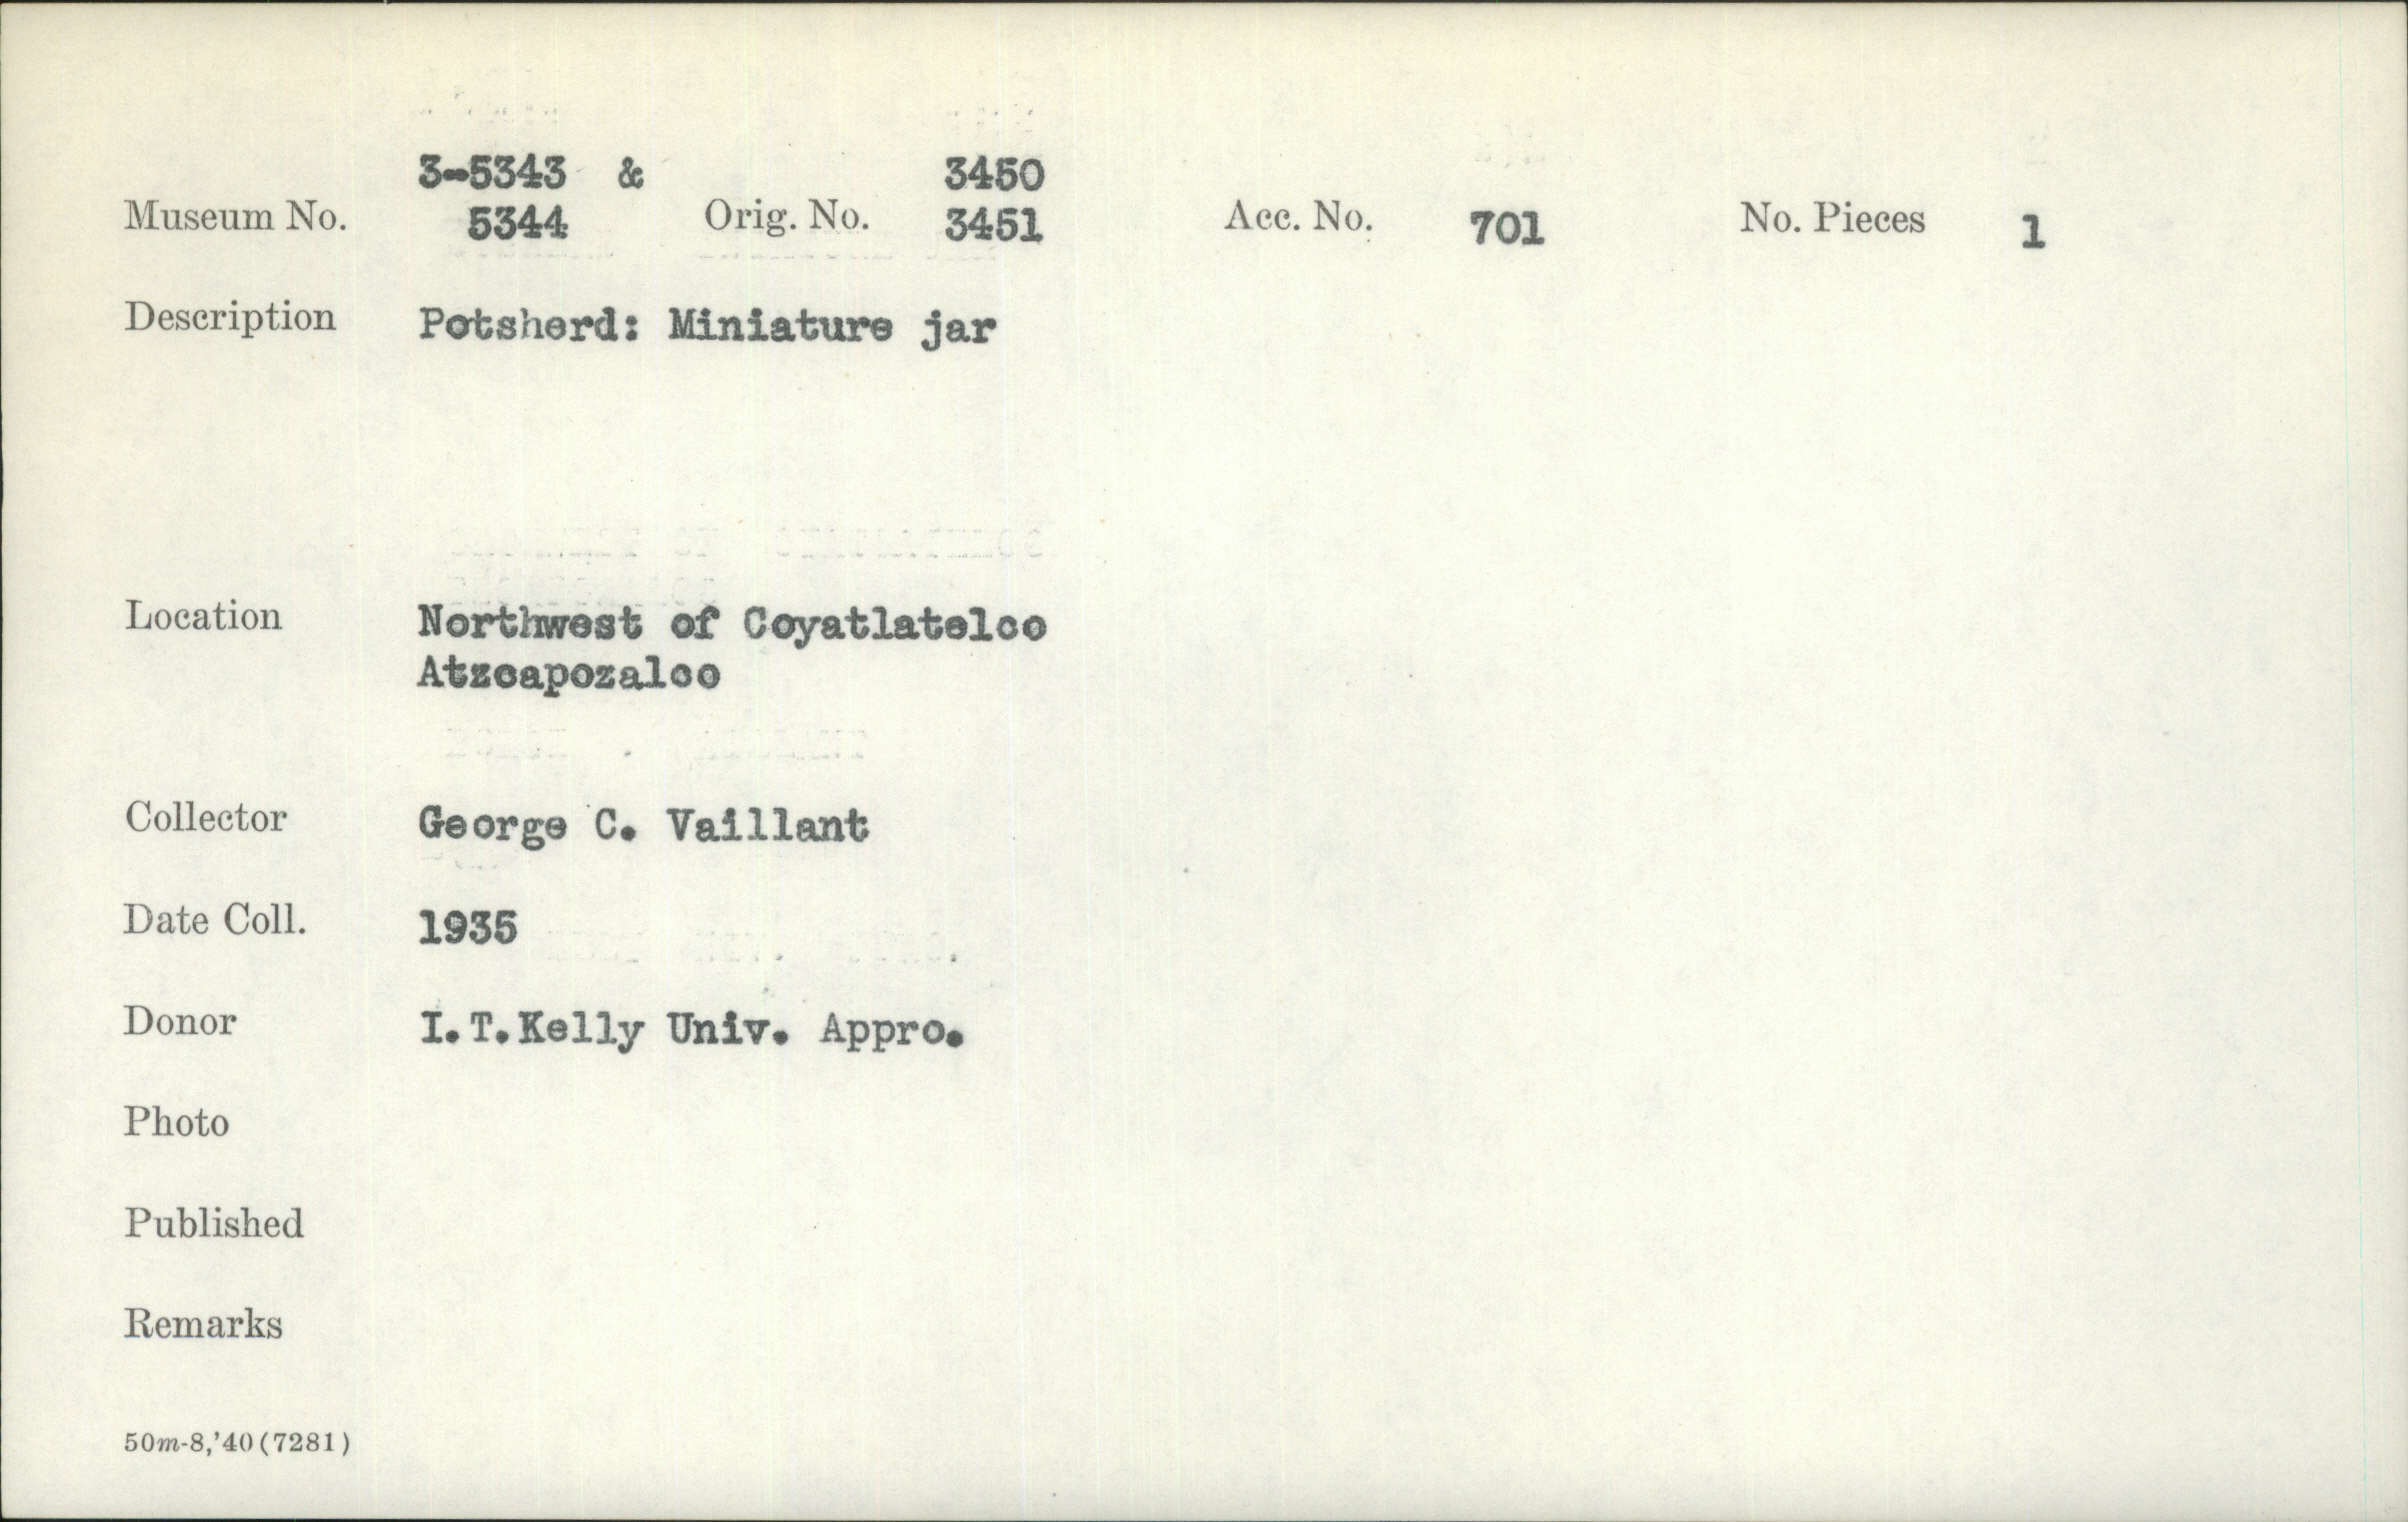 3-5343 & 3450
Museum No. 5344 Orig. No. 3451 Acc. No. 701 No. Pieces 1
Description Potsherd: Miniature jar
Location Northwest of Coyatlatelco
Atzcapozalco
Collector George C. Vaillant
Date Coll. 1935
Donor I.T.Kelly Univ. Appro.
Photo
Published
Remarks
50m-8,'40(7281)